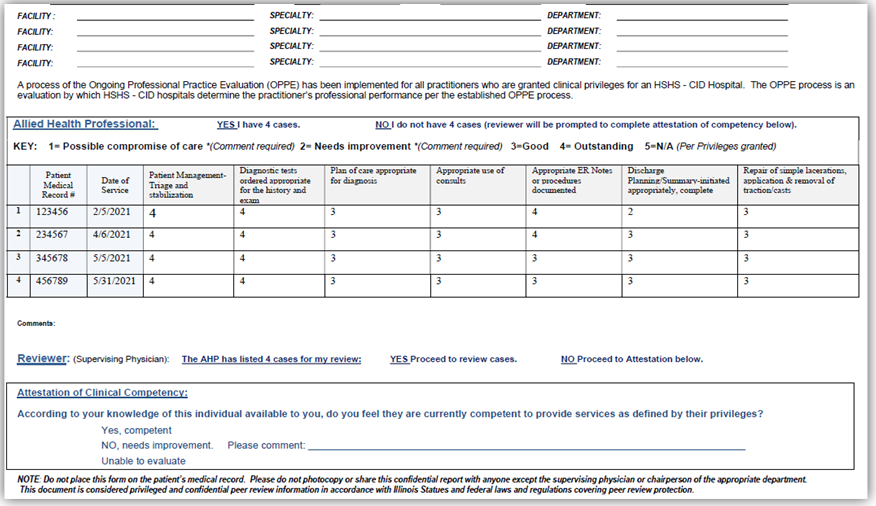 FACILITY : SPECIALTY: DEPARTMENT:
FACILITY: SPECIALTY: DEPARTMENT:
FACILITY: SPECIALTY: DEPARTMENT:
FACILITY: SPECIALTY: DEPARTMENT:
A process of the Ongoing Professional Practice Evaluation (OPPE) has been implemented for all practitioners who are granted clinical privileges for an HSHS - CID Hospital. The OPPE process is an
evaluation by which HSHS - CID hospitals determine the practitioner's professional performance per the established OPPE process.
Allied Health Professional: YES I have 4 cases. NO I do not have 4 cases (reviewer will be prompted to complete attestation of competency below).
KEY: 1= Possible compromise of care *(Comment required) 2= Needs improvement *(Comment required) 3=Good 4= Outstanding 5=N/A (Per Privileges granted)
Patient
Medical
Record #
Date of
Service
Patient Management-
Triage and
stabilization
Diagnostic tests
ordered appropriate
for the history and
exam
Plan of care appropriate
for diagnosis
Appropriate use of
consults
Appropriate ER Notes
or procedures
documented
Discharge
Planning/Summary-initiated
appropriately, complete
Repair of simple lacerations,
application & removal of
traction/casts
1 123456 2/5/2021 4 4 3 3 4 2 3
2 234567 4/6/2021 4 4 3 3 4 3 3
3 345678 5/5/2021 4 4 3 3 3 3 3
4 456789 5/31/2021 4 4 3 3 3 3 3
Comments:
Reviewer: (Supervising Physician): The AHP has listed 4 cases for my review: YES Proceed to review cases. NO Proceed to Attestation below.
Attestation of Clinical Competency:
According to your knowledge of this individual available to you, do you feel they are currently competent to provide services as defined by their privileges?
Yes, competent
NO, needs improvement. Please comment:
Unable to evaluate
NOTE: Do not place this form on the patient's medical record. Please do not photocopy or share this confidential report with anyone except the supervising physician or chairperson of the appropriate department.
This document is considered privileged and confidential peer review information in accordance with Illinois Statues and federal laws and regulations covering peer review protection.